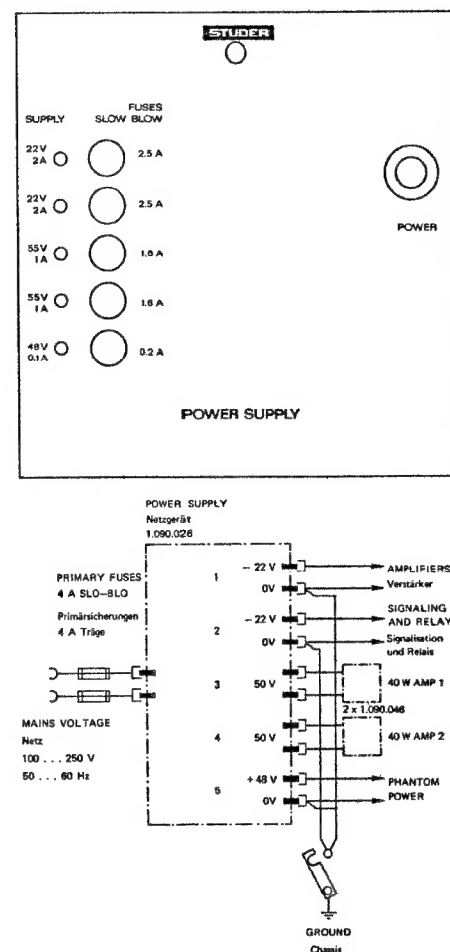 STUDER
FUSES
SUPPLY SLOW BLOW
22V
2A
2.5 A
22V
2A
2.5 A
55V
1A
1.6 A
55V
1A
1.6 A
48V
0.1 A
0.2 A
POWER
POWER SUPPLY
POWER SUPPLY
Netzgerät
1.090.026
PRIMARY FUSES
4 A SLO-BLO
Primärsicherungen
4 A Träge
MAINS VOLTAGE
Netz
100 ... 250 V
50 ... 60 Hz
1
– 22 V
0V
AMPLIFIERS
Verstärker
2
– 22 V
0V
SIGNALING
AND RELAY
Signalisation
und Relais
3
50 V
40 W AMP 1
2 x 1.090.046
4
50 V
40 W AMP 2
5
+ 48 V
0V
PHANTOM
POWER
GROUND
Chassis